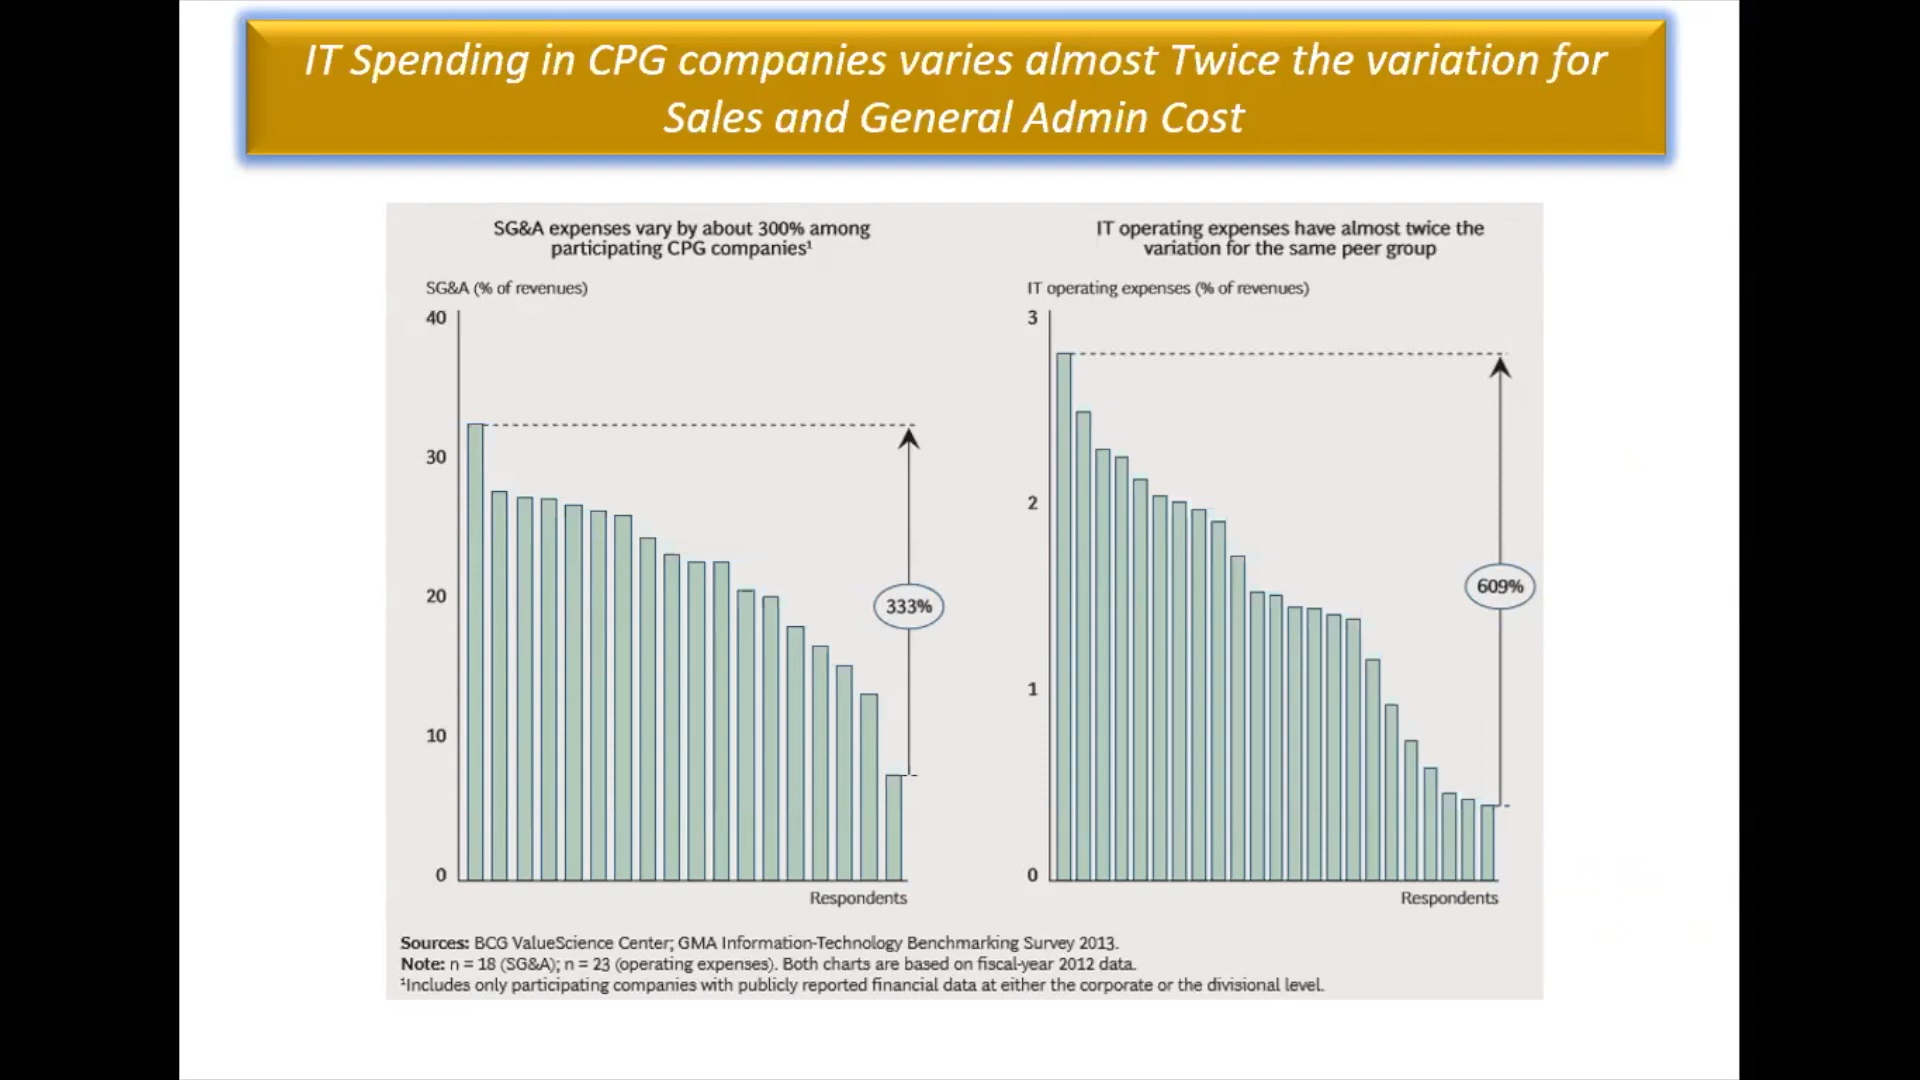 IT Spending in CPG companies varies almost Twice the variation for
Sales and General Admin Cost
SG&A expenses vary by about 300% among
participating CPG companies¹
SG&A (% of revenues)
40
30
20
10
0
333%
Respondents
IT operating expenses have almost twice the
variation for the same peer group
IT operating expenses (% of revenues)
3
2
1
0
609%
Respondents
Sources: BCG ValueScience Center; GMA Information-Technology Benchmarking Survey 2013.
Note: n = 18 (SG&A); n = 23 (operating expenses). Both charts are based on fiscal-year 2012 data.
¹Includes only participating companies with publicly reported financial data at either the corporate or the divisional level.